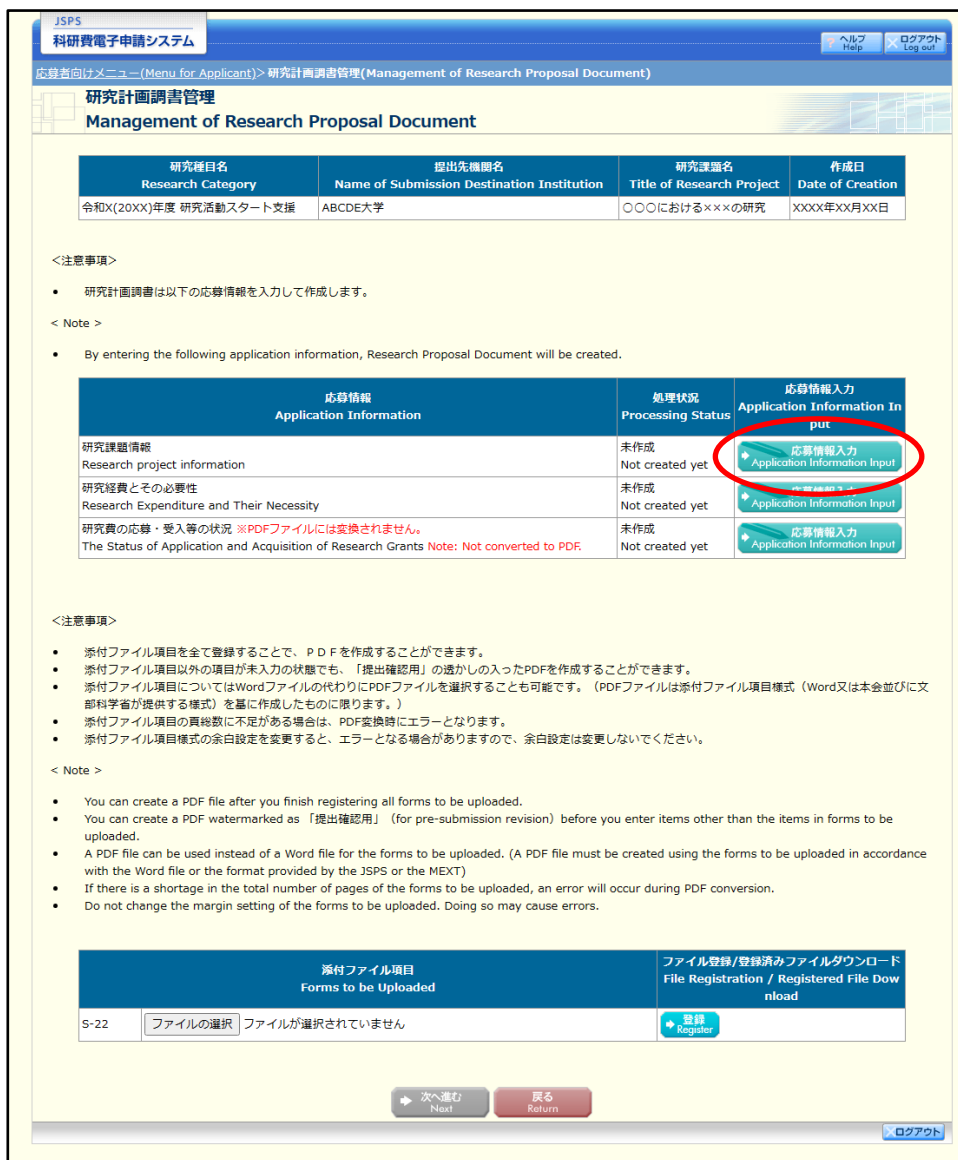 JSPS
科研費電子申請システム
ヘルプ
Help
ログアウト
Log out
応募者向けメニュー(Menu for Applicant)>研究計画調書管理(Management of Research Proposal Document)
研究計画調書管理
Management of Research Proposal Document
研究種目名
Research Category
提出先機関名
Name of Submission Destination Institution
研究課題名
Title of Research Project
作成日
Date of Creation
令和X(20XX)年度 研究活動スタート支援
ABCDE大学
○○○における×××の研究
XXXX年XX月XX日
＜注意事項＞
• 研究計画調書は以下の応募情報を入力して作成します。
< Note >
• By entering the following application information, Research Proposal Document will be created.
応募情報
Application Information
処理状況
Processing Status
応募情報入力
Application Information In
put
研究課題情報
Research project information
未作成
Not created yet
応募情報入力
Application Information Input
研究経費とその必要性
Research Expenditure and Their Necessity
未作成
Not created yet
応募情報入力
Application Information Input
研究費の応募・受入等の状況 ※PDFファイルには変換されません。
The Status of Application and Acquisition of Research Grants Note: Not converted to PDF.
未作成
Not created yet
応募情報入力
Application Information Input
＜注意事項＞
• 添付ファイル項目を全て登録することで、ＰＤＦを作成することができます。
• 添付ファイル項目以外の項目が未入力の状態でも、「提出確認用」の透かしの入ったPDFを作成することができます。
• 添付ファイル項目についてはWordファイルの代わりにPDFファイルを選択することも可能です。（PDFファイルは添付ファイル項目様式（Word又は本会並びに文
部科学省が提供する様式）を基に作成したものに限ります。）
• 添付ファイル項目の頁総数に不足がある場合は、PDF変換時にエラーとなります。
• 添付ファイル項目様式の余白設定を変更すると、エラーとなる場合がありますので、余白設定は変更しないでください。
< Note >
• You can create a PDF file after you finish registering all forms to be uploaded.
• You can create a PDF watermarked as 「提出確認用」 (for pre-submission revision) before you enter items other than the items in forms to be
uploaded.
• A PDF file can be used instead of a Word file for the forms to be uploaded. (A PDF file must be created using the forms to be uploaded in accordance
with the Word file or the format provided by the JSPS or the MEXT)
• If there is a shortage in the total number of pages of the forms to be uploaded, an error will occur during PDF conversion.
• Do not change the margin setting of the forms to be uploaded. Doing so may cause errors.
添付ファイル項目
Forms to be Uploaded
ファイル登録/登録済みファイルダウンロード
File Registration / Registered File Dow
nload
S-22
ファイルの選択 ファイルが選択されていません
登録
Register
次へ進む
Next
戻る
Return
ログアウト